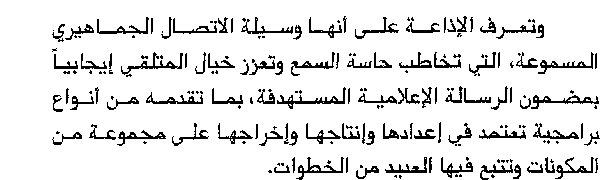 وتعرف الإذاعة على أنها وسيلة الاتصال الجماهيري
المسموعة، التي تخاطب حاسة السمع وتعزز خيال المتلقي إيجابياً
بمضمون الرسالة الإعلامية المستهدفة، بما تقدمه من أنواع
برامجية تعتمد في إعدادها وإنتاجها وإخراجها على مجموعة من
المكونات وتتبع فيها العديد من الخطوات.